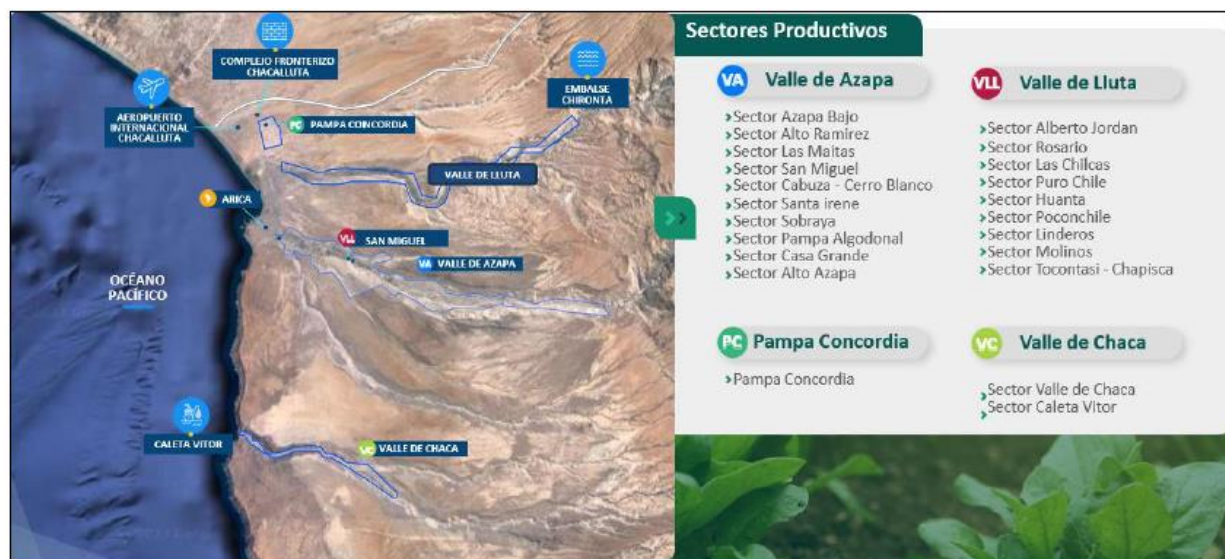 COMPLEJO FRONTERIZO
CHACALLUTA
AEROPUERTO
INTERNACIONAL
CHACALLUTA
EMBALSE
CHIRONTA
PC PAMPA CONCORDIA
VALLE DE LLUTA
ARICA
VLL SAN MIGUEL
VA VALLE DE AZAPA
OCÉANO
PACÍFICO
CALETA VITOR
VC VALLE DE CHACA
Sectores Productivos
VA Valle de Azapa
Sector Azapa Bajo
Sector Alto Ramírez
Sector Las Maitas
Sector San Miguel
Sector Cabuza - Cerro Blanco
Sector Santa irene
Sector Sobraya
Sector Pampa Algodonal
Sector Casa Grande
Sector Alto Azapa
VLL Valle de Lluta
Sector Alberto Jordan
Sector Rosario
Sector Las Chilcas
Sector Puro Chile
Sector Huanta
Sector Poconchile
Sector Linderos
Sector Molinos
Sector Tocontasi - Chapisca
PC Pampa Concordia
Pampa Concordia
VC Valle de Chaca
Sector Valle de Chaca
Sector Caleta Vitor